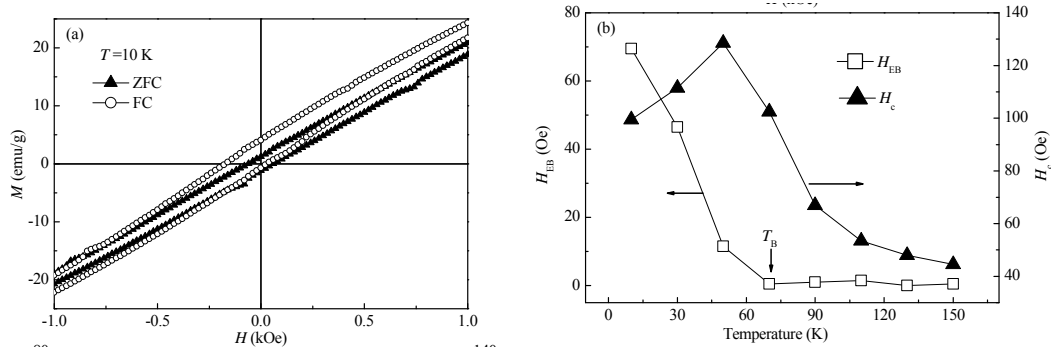 (a)
T=10 K
ZFC
FC
20
10
0
-10
-20
M (emu/g)
-1.0 -0.5 0.0 0.5 1.0
H (kOe)
(b)
H_EB
H_c
T_B
80
60
40
20
0
H_EB (Oe)
140
120
100
80
60
40
H_c (Oe)
0 30 60 90 120 150
Temperature (K)